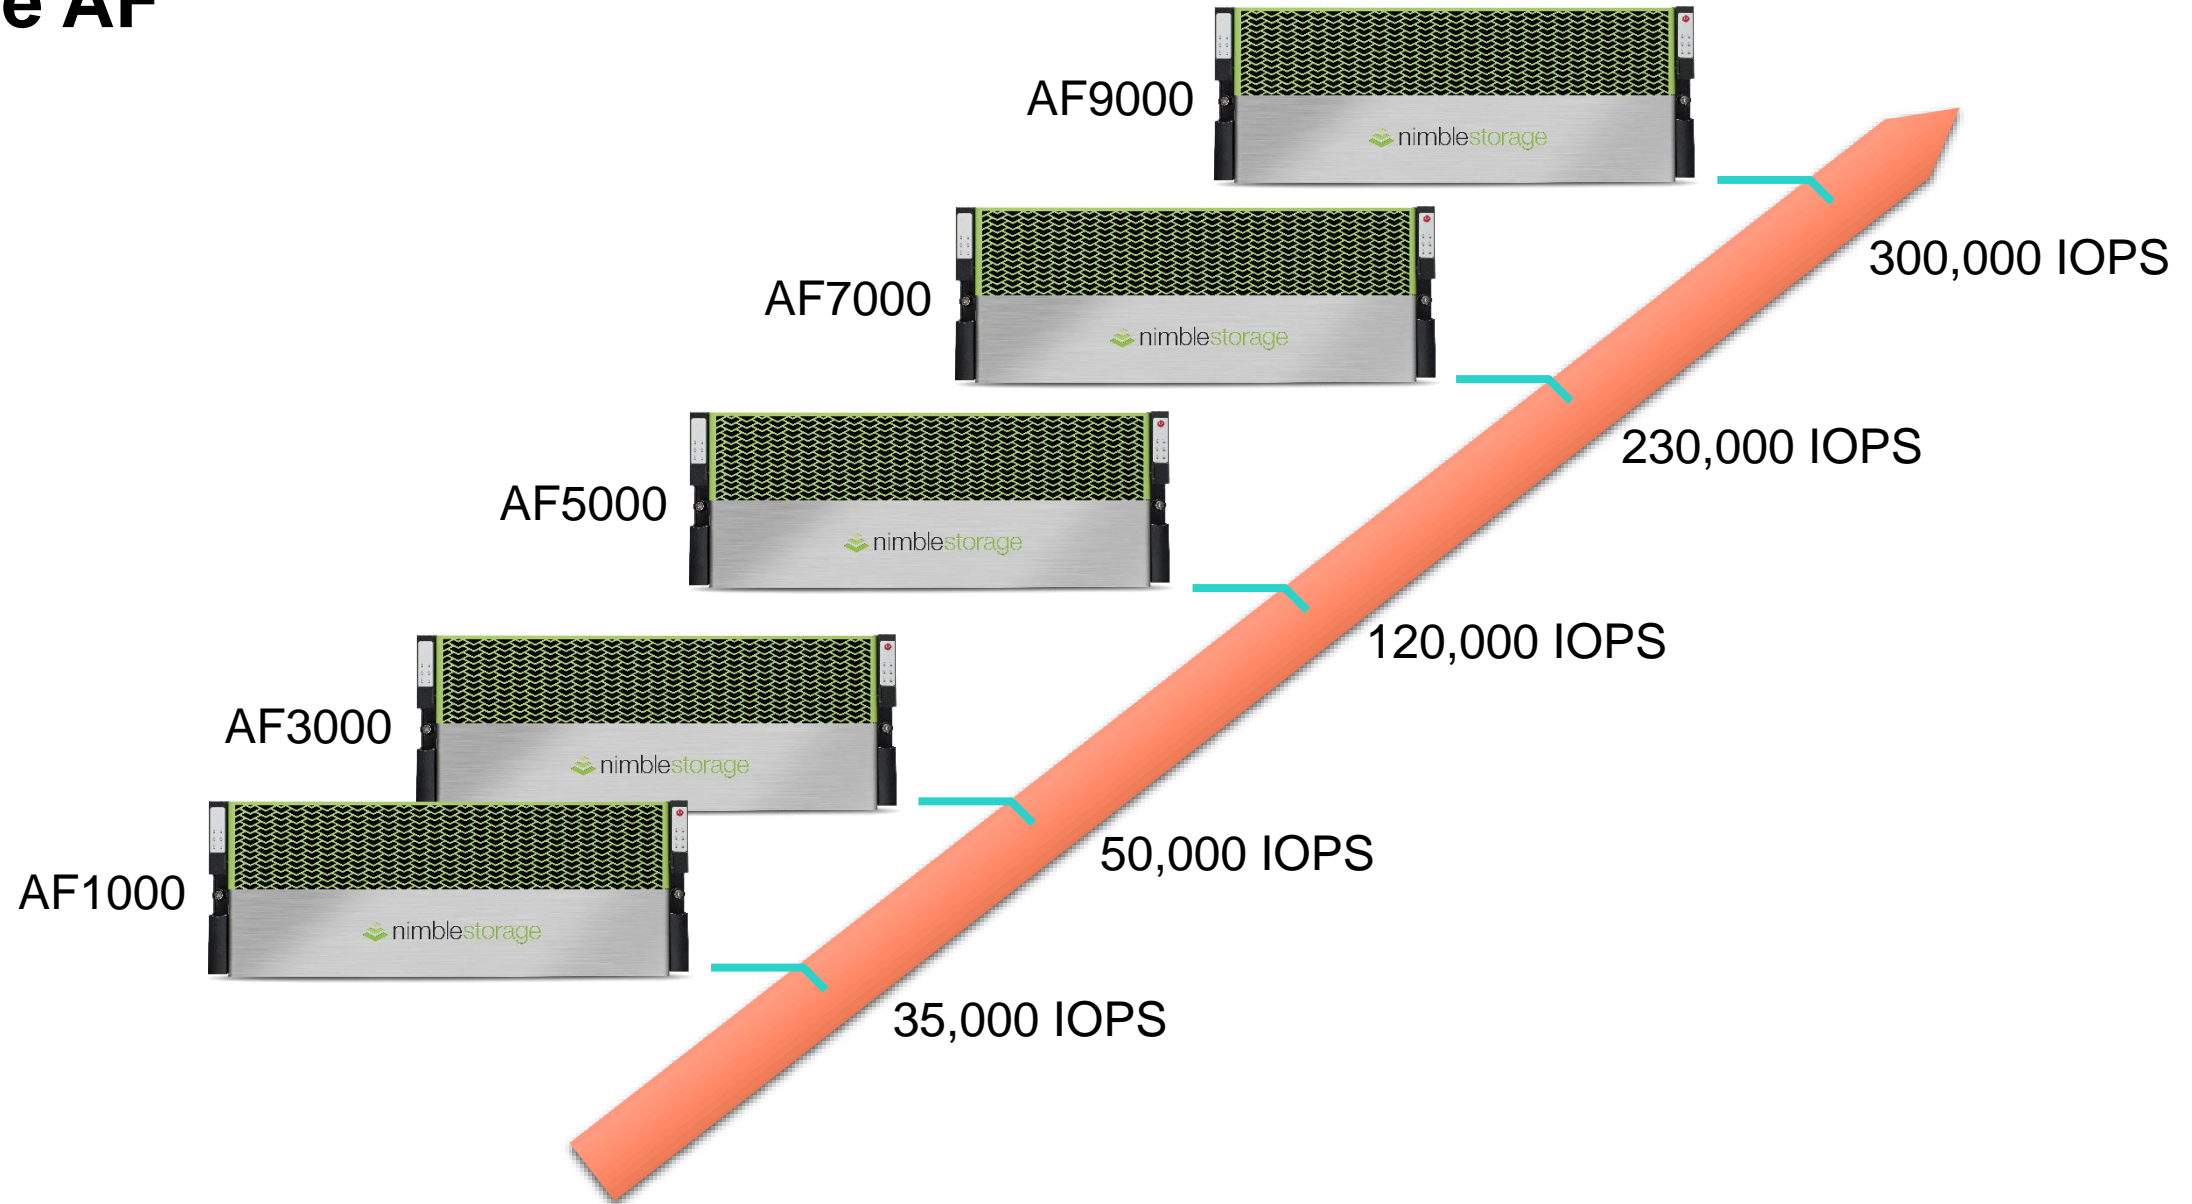 e AF
AF9000
nimblestorage
300,000 IOPS
AF7000
nimblestorage
230,000 IOPS
AF5000
nimblestorage
120,000 IOPS
AF3000
nimblestorage
50,000 IOPS
AF1000
nimblestorage
35,000 IOPS